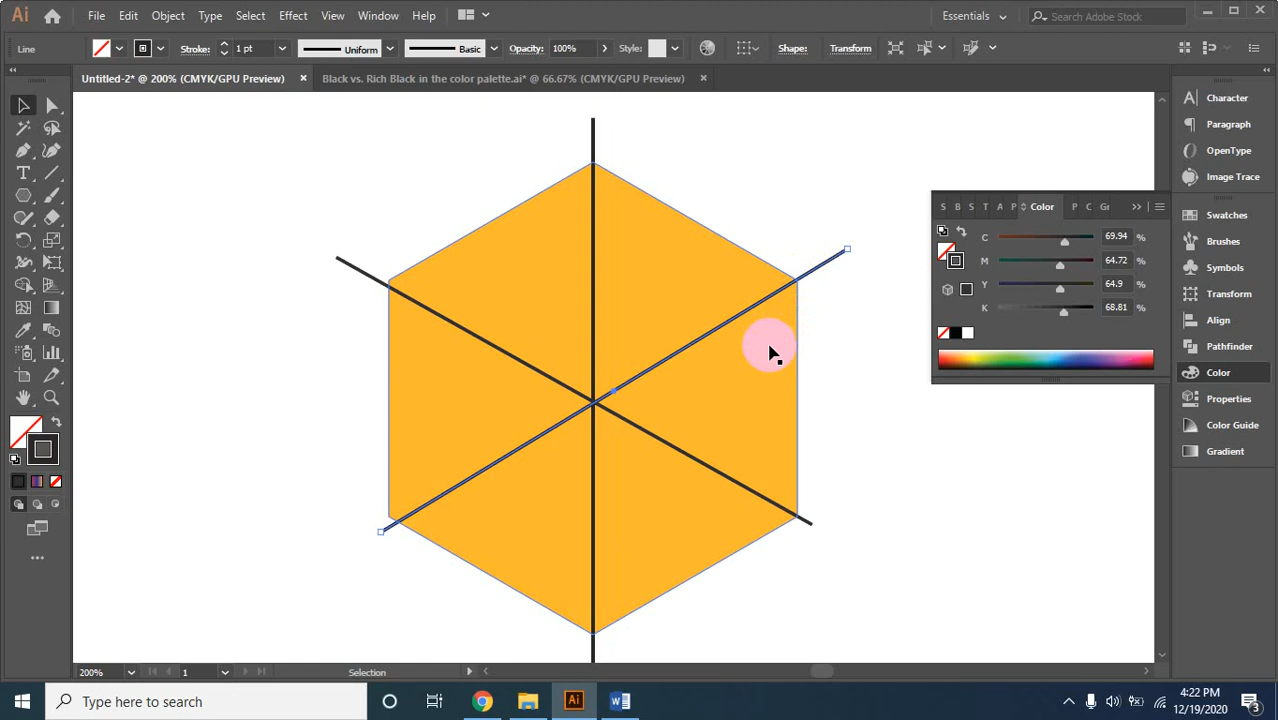 Ai File Edit Object Type Select Effect View Window Help Essentials Search Adobe Stock
Line Stroke: 1 pt Uniform Basic Opacity: 100% Style: Shape: Transform
Untitled-2* @ 200% (CMYK/GPU Preview) × Black vs. Rich Black in the color palette.ai* @ 66.67% (CMYK/GPU Preview) ×
Character
Paragraph
OpenType
Image Trace
S B S T A P Color P C Gr
Swatches
C 69.94 %
Brushes
M 64.72 %
Symbols
Y 64.9 %
Transform
K 68.81 %
Align
Pathfinder
Color
Properties
Color Guide
Gradient
200% 1 Selection
Type here to search
Ai
W
4:22 PM
12/19/2020
3